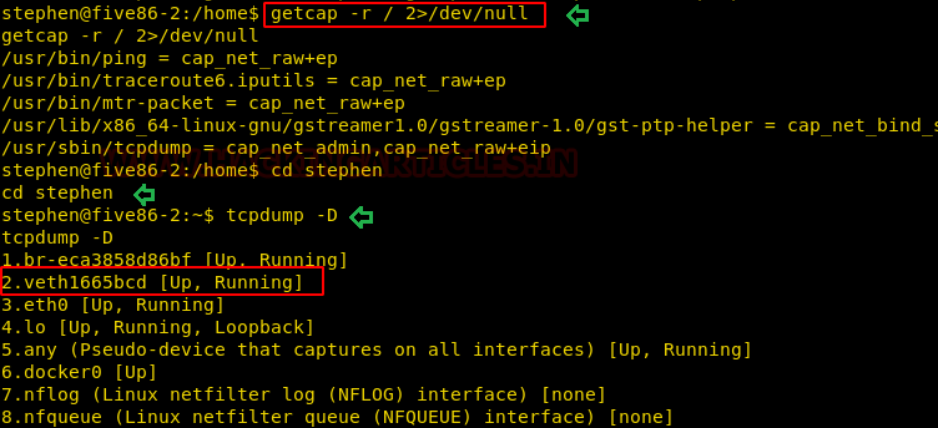 stephen@five86-2:/home$ getcap -r / 2>/dev/null
getcap -r / 2>/dev/null
/usr/bin/ping = cap_net_raw+ep
/usr/bin/traceroute6.iputils = cap_net_raw+ep
/usr/bin/mtr-packet = cap_net_raw+ep
/usr/lib/x86_64-linux-gnu/gstreamer1.0/gstreamer-1.0/gst-ptp-helper = cap_net_bind_s
/usr/sbin/tcpdump = cap_net_admin,cap_net_raw+eip
stephen@five86-2:/home$ cd stephen
cd stephen
stephen@five86-2:~$ tcpdump -D
tcpdump -D
1.br-eca3858d86bf [Up, Running]
2.veth1665bcd [Up, Running]
3.eth0 [Up, Running]
4.lo [Up, Running, Loopback]
5.any (Pseudo-device that captures on all interfaces) [Up, Running]
6.docker0 [Up]
7.nflog (Linux netfilter log (NFLOG) interface) [none]
8.nfqueue (Linux netfilter queue (NFQUEUE) interface) [none]